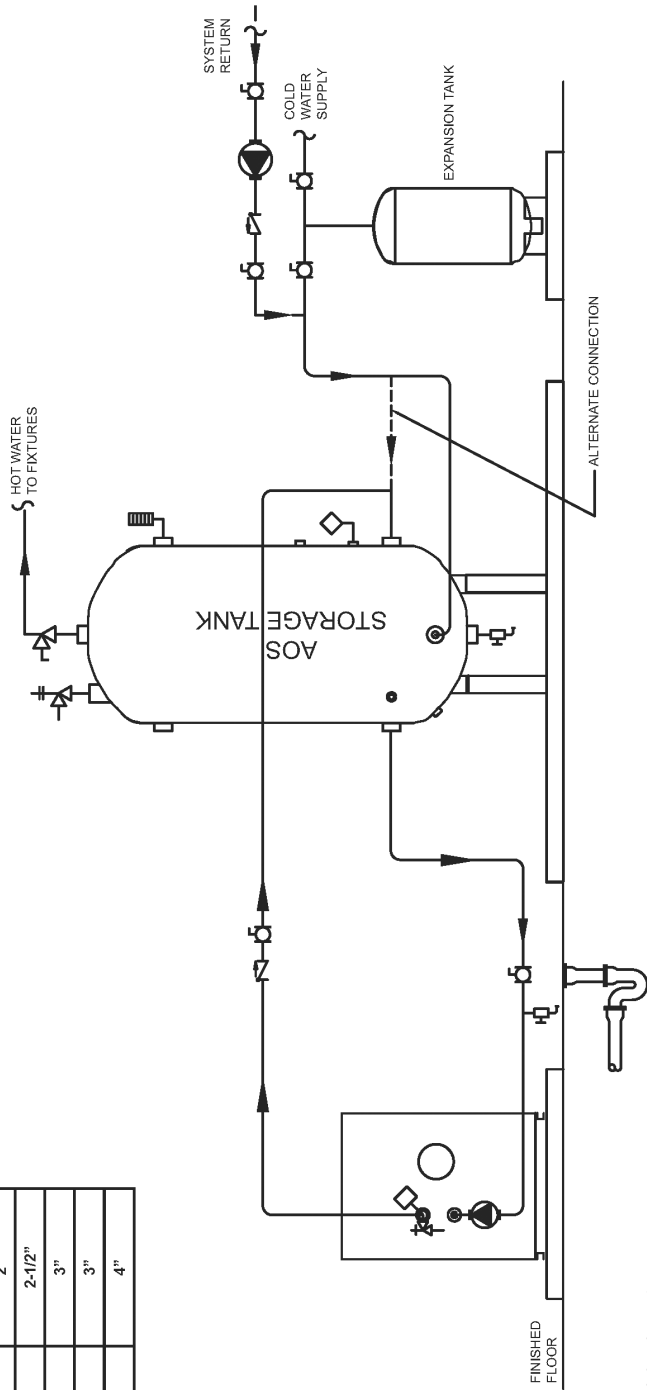 2-1/2”
3”
3”
4”
HOT WATER
TO FIXTURES
SYSTEM
RETURN
COLD
WATER
SUPPLY
EXPANSION TANK
AOS
STORAGE TANK
ALTERNATE CONNECTION
FINISHED
FLOOR